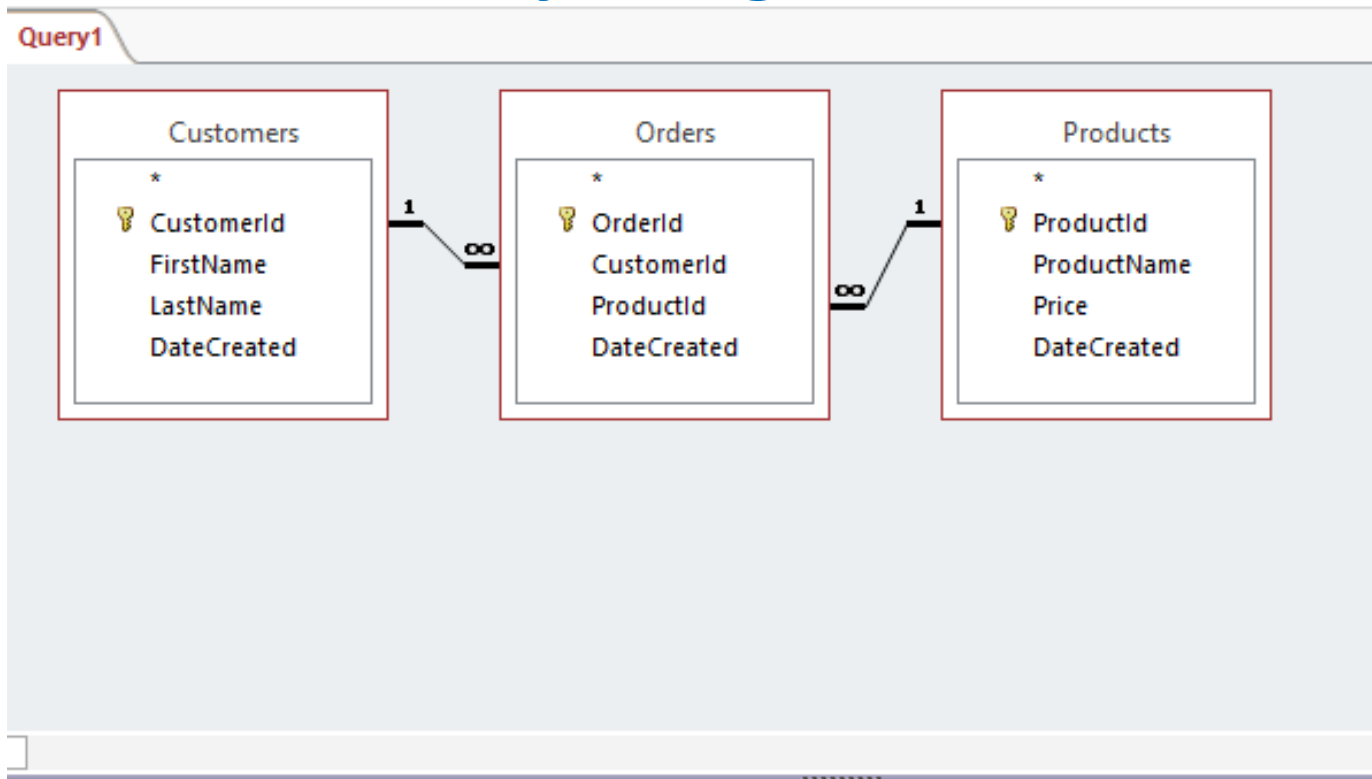 Query1
Customers
*
CustomerId
FirstName
LastName
DateCreated
1
∞
Orders
*
OrderId
CustomerId
ProductId
DateCreated
∞
1
Products
*
ProductId
ProductName
Price
DateCreated